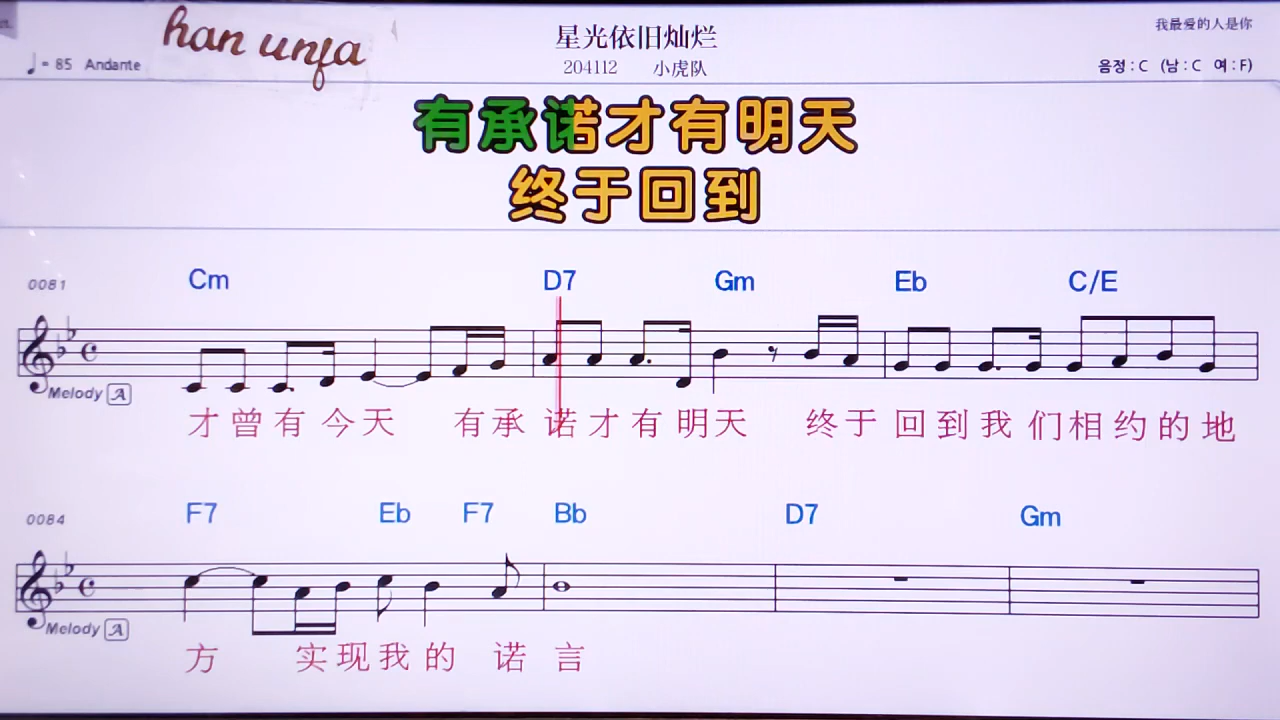 han unfa
星光依旧灿烂
我最爱的人是你
♩= 85 Andante
204112 小虎队
음정 : C (남 : C 여 : F)
有承诺才有明天
终于回到
0081 Cm D7 Gm Eb C/E
Melody A
才曾有今天 有承诺才有明天 终于回到我们相约的地
0084 F7 Eb F7 Bb D7 Gm
Melody A
方 实现我的诺言